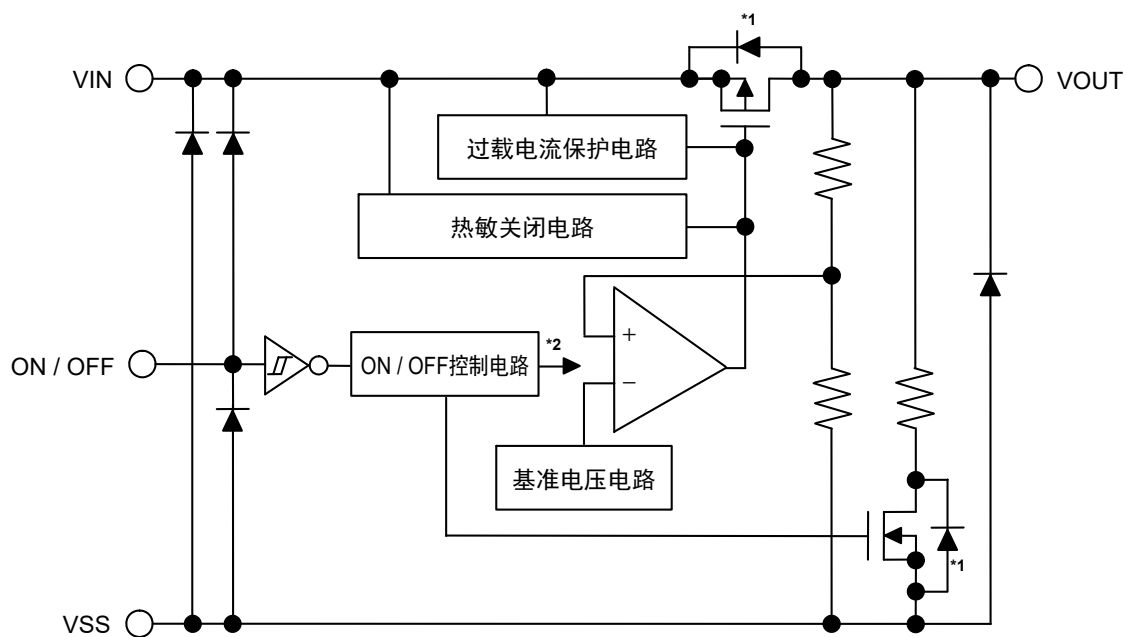 *1
VIN
VOUT
过载电流保护电路
热敏关闭电路
+
ON / OFF
ON / OFF控制电路
*2
−
基准电压电路
*1
VSS